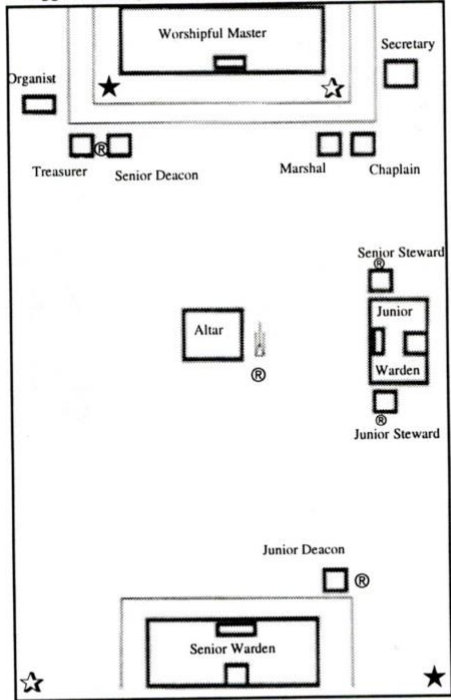 Worshipful Master
Secretary
Organist
®
Treasurer
Senior Deacon
Marshal
Chaplain
Senior Steward
®
Junior
Altar
Warden
®
®
Junior Steward
Junior Deacon
®
Senior Warden